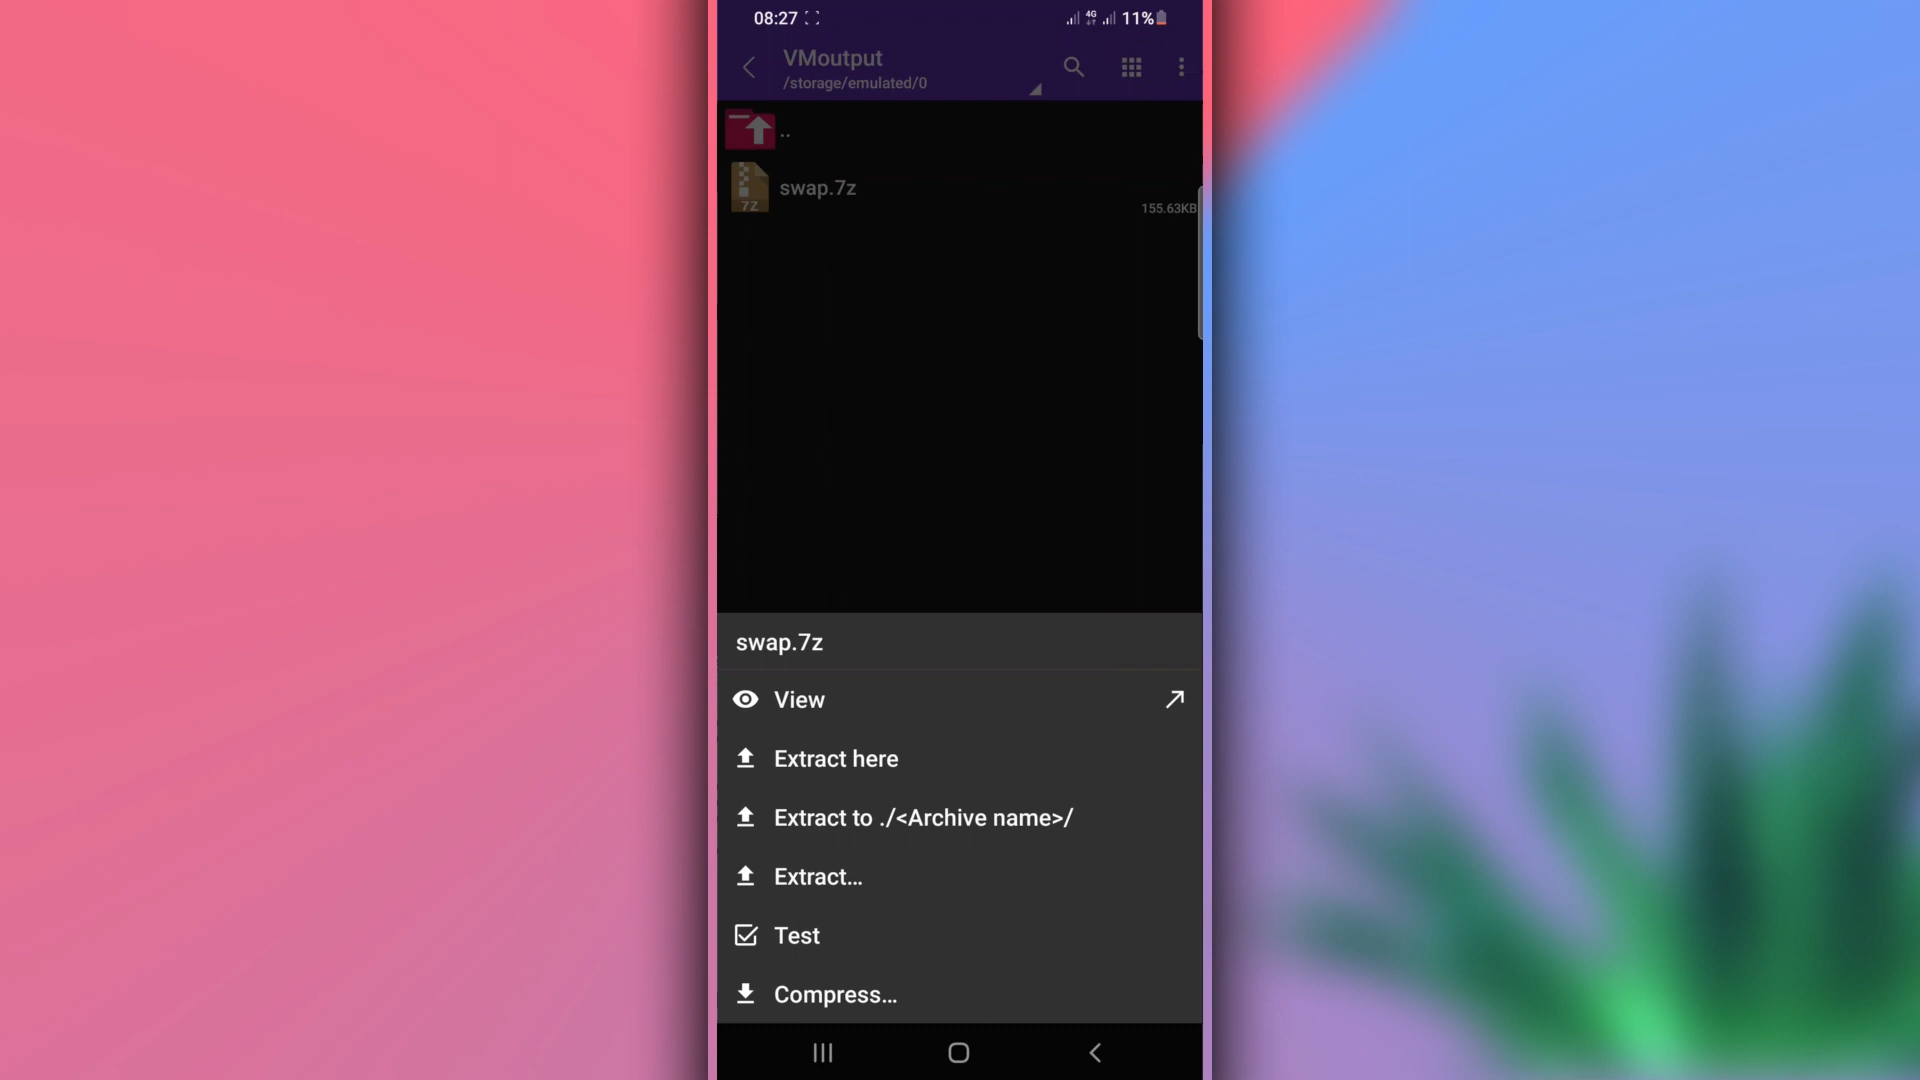 08:27
4G
11%
VMoutput
/storage/emulated/0
..
swap.7z
7Z
155.63KB
swap.7z
View
Extract here
Extract to ./<Archive name>/
Extract...
Test
Compress...